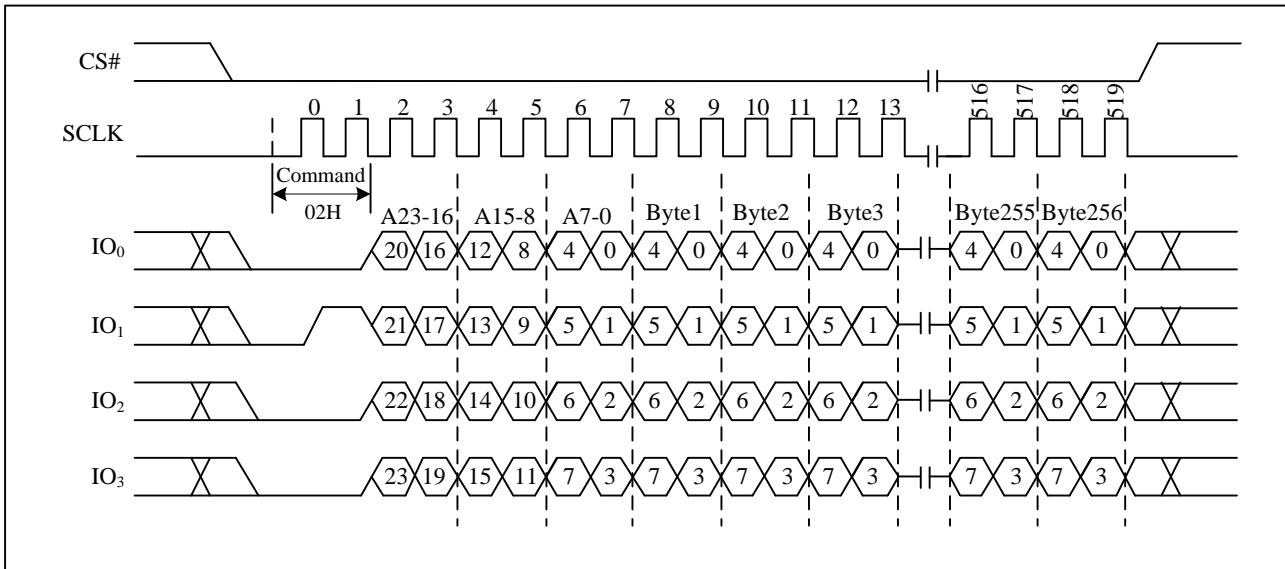 CS#
0 1 2 3 4 5 6 7 8 9 10 11 12 13 516 517 518 519
SCLK
Command
02H
A23-16 A15-8 A7-0 Byte1 Byte2 Byte3 Byte255 Byte256
IO0 20 16 12 8 4 0 4 0 4 0 4 0 4 0 4 0
IO1 21 17 13 9 5 1 5 1 5 1 5 1 5 1 5 1
IO2 22 18 14 10 6 2 6 2 6 2 6 2 6 2 6 2
IO3 23 19 15 11 7 3 7 3 7 3 7 3 7 3 7 3